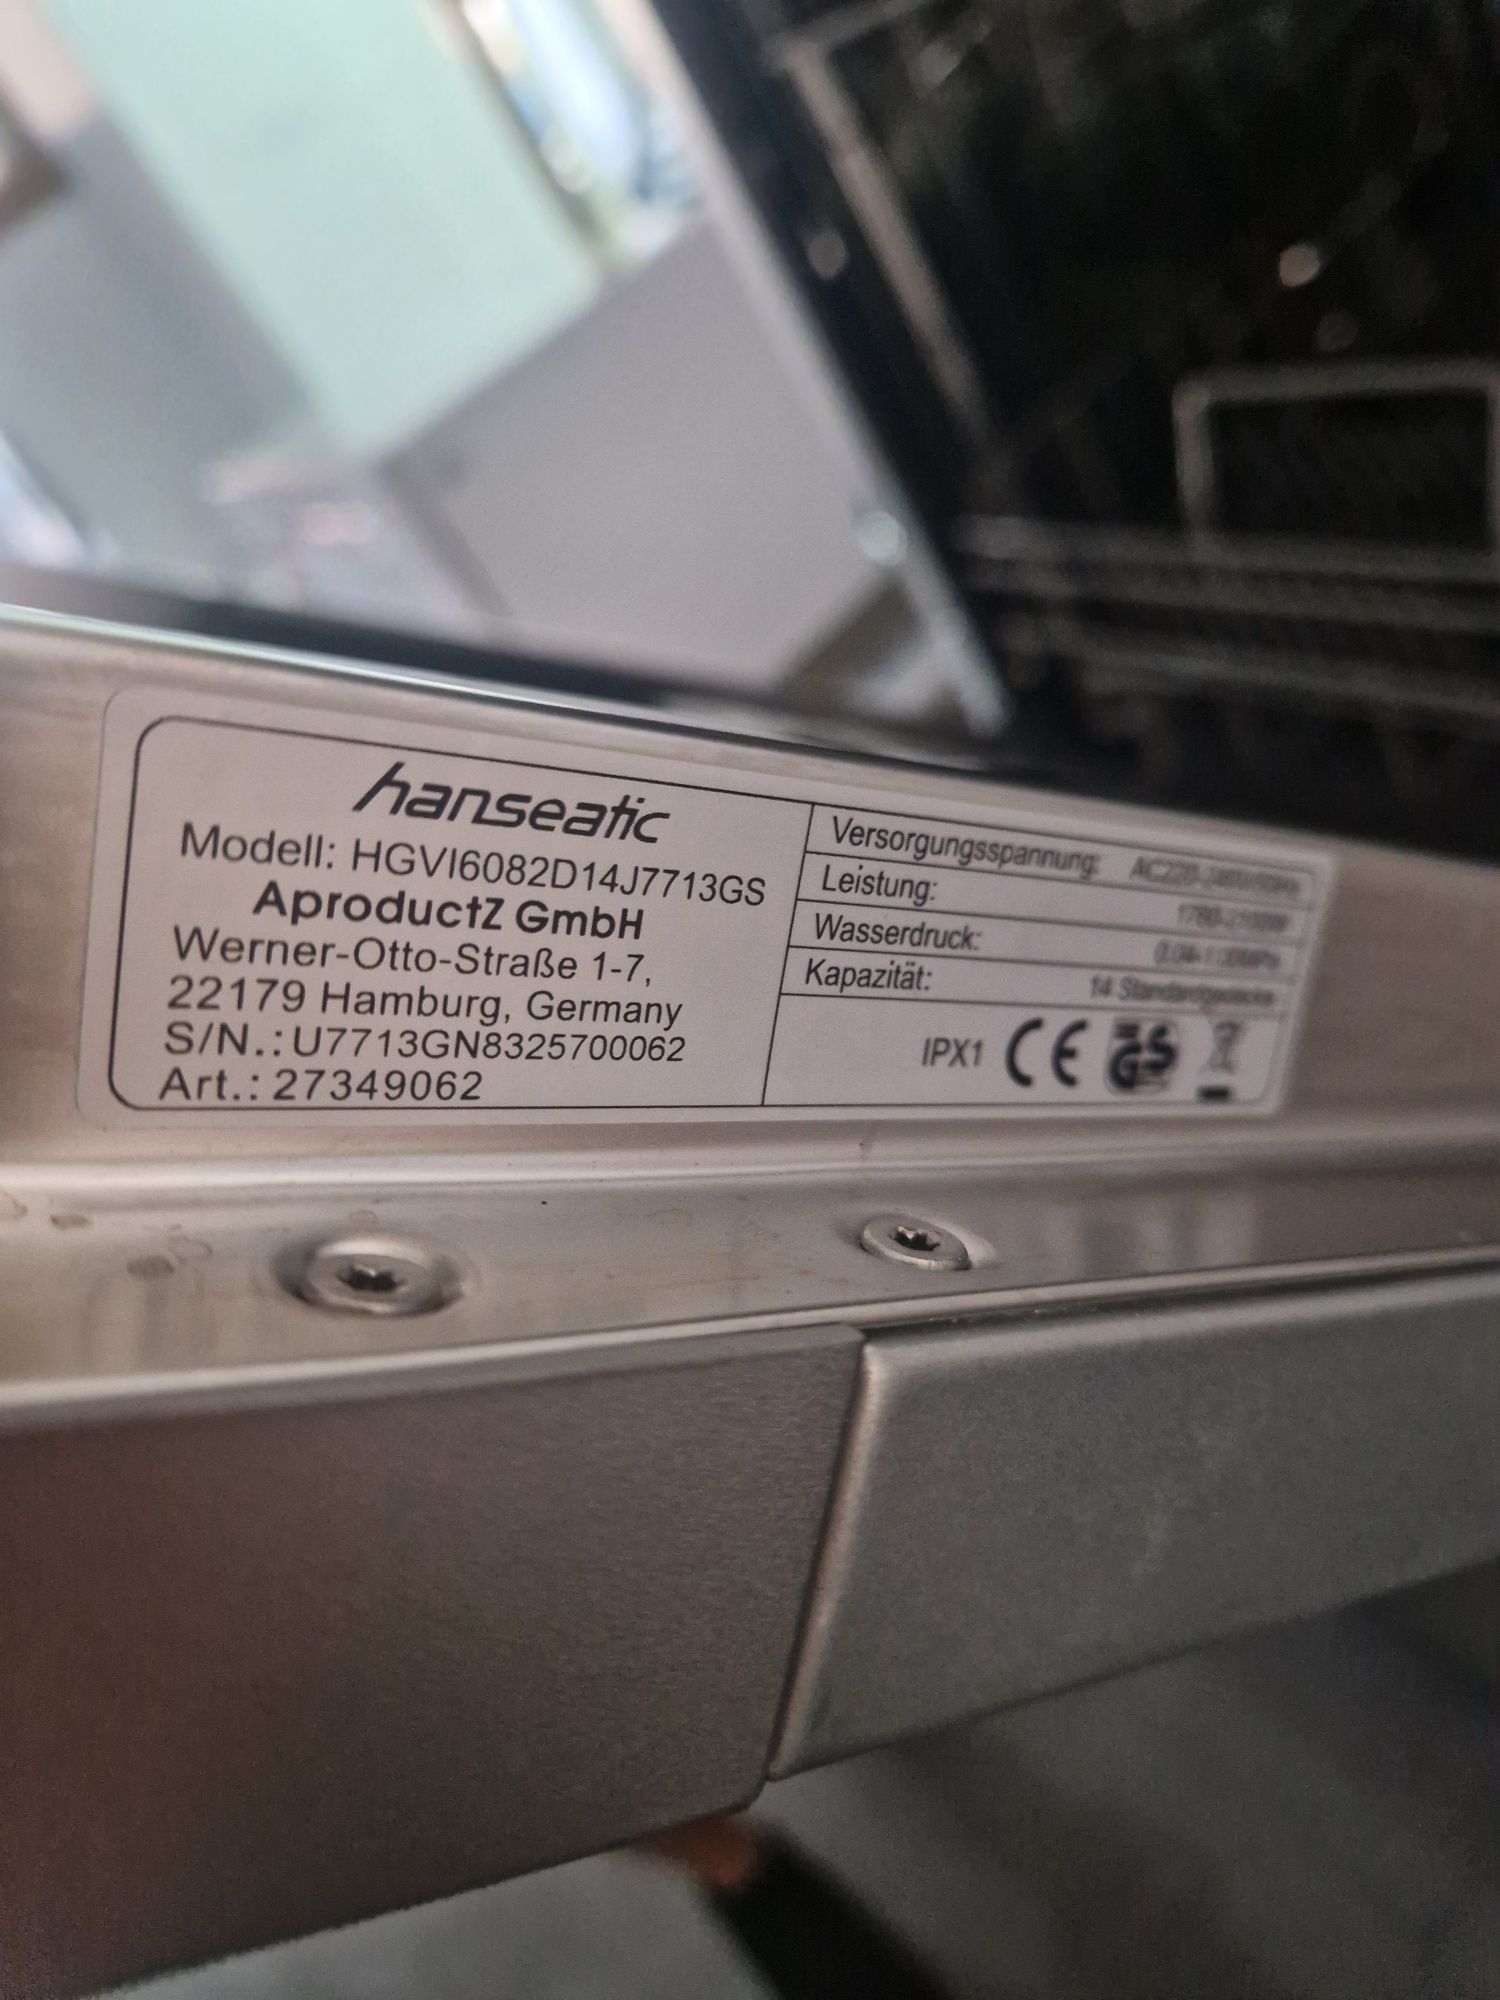 hanseatic
Modell: HGVI6082D14J7713GS
AproductZ GmbH
Werner-Otto-Straße 1-7,
22179 Hamburg, Germany
S/N.: U7713GN8325700062
Art.: 27349062
Versorgungsspannung:
Leistung:
Wasserdruck:
Kapazität: 14 Standardgedecke
IPX1 CE GS